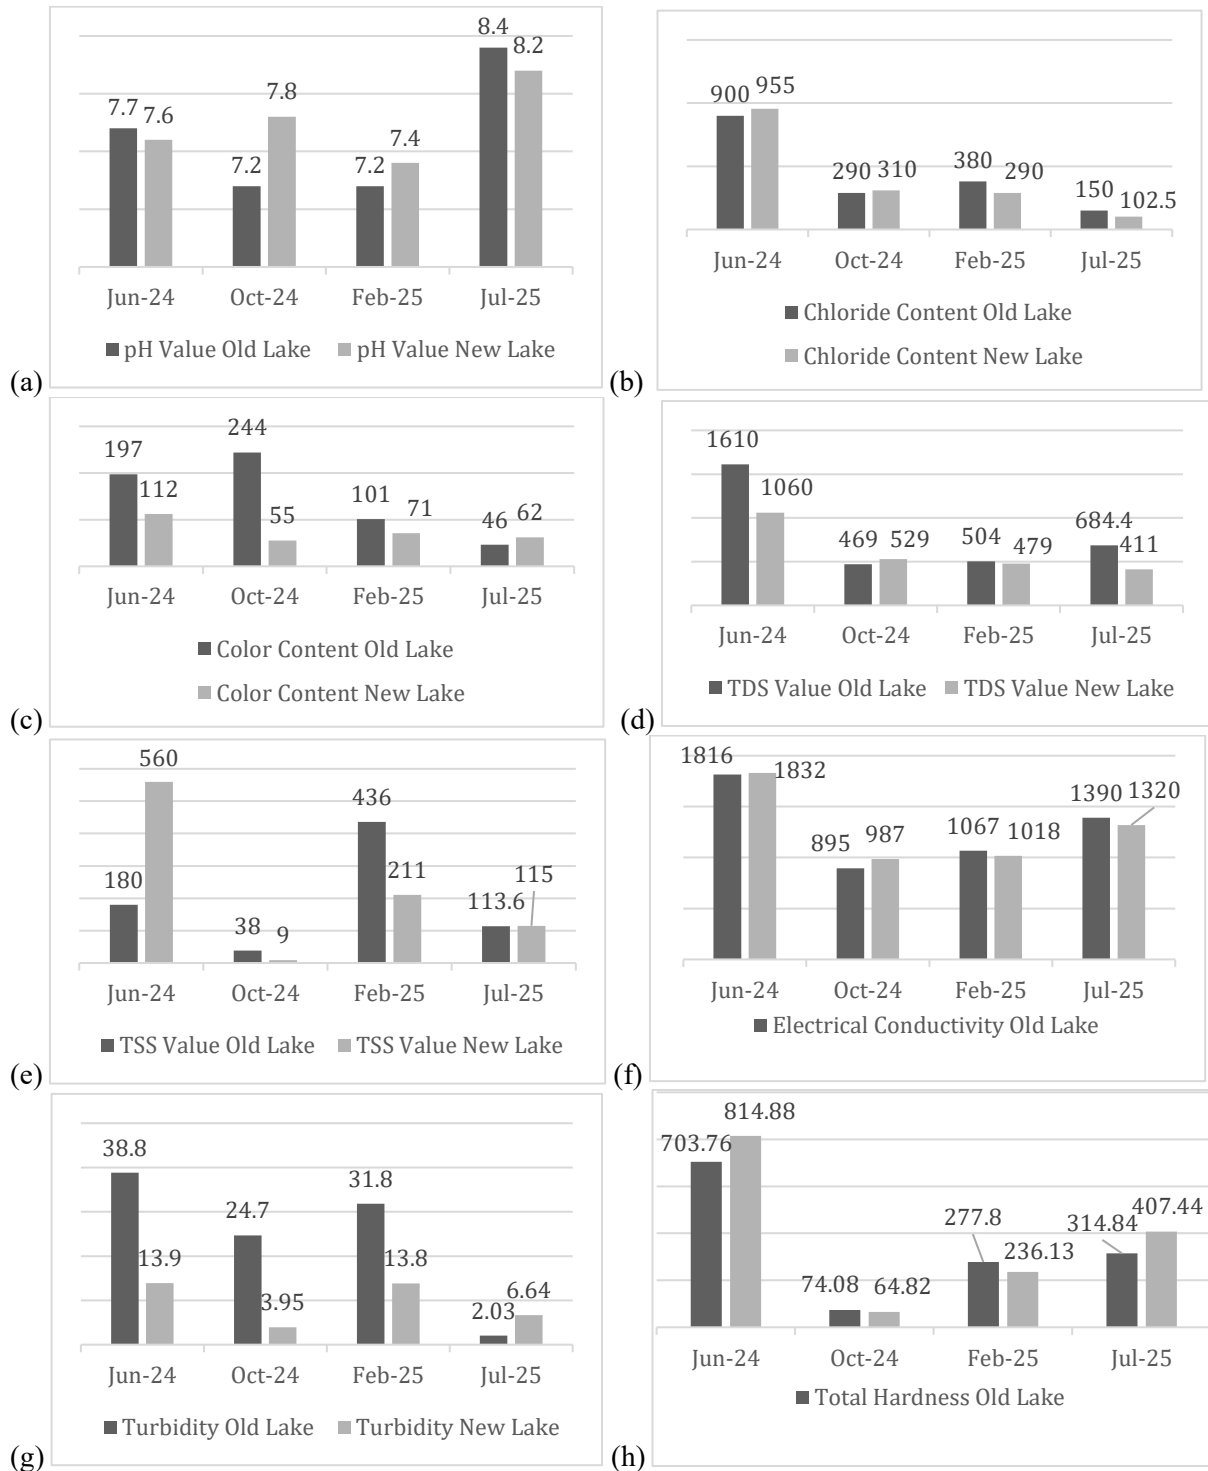 7.7 7.6 7.2 7.8 7.2 7.4 8.4 8.2
Jun-24 Oct-24 Feb-25 Jul-25
pH Value Old Lake pH Value New Lake
(a)
900 955 290 310 380 290 150 102.5
Jun-24 Oct-24 Feb-25 Jul-25
Chloride Content Old Lake
Chloride Content New Lake
(b)
197 112 244 55 101 71 46 62
Jun-24 Oct-24 Feb-25 Jul-25
Color Content Old Lake
Color Content New Lake
(c)
1610 1060 469 529 504 479 684.4 411
Jun-24 Oct-24 Feb-25 Jul-25
TDS Value Old Lake TDS Value New Lake
(d)
180 560 38 9 436 211 113.6 115
Jun-24 Oct-24 Feb-25 Jul-25
TSS Value Old Lake TSS Value New Lake
(e)
1816 1832 895 987 1067 1018 1390 1320
Jun-24 Oct-24 Feb-25 Jul-25
Electrical Conductivity Old Lake
(f)
38.8 13.9 24.7 3.95 31.8 13.8 2.03 6.64
Jun-24 Oct-24 Feb-25 Jul-25
Turbidity Old Lake Turbidity New Lake
(g)
703.76 814.88 74.08 64.82 277.8 236.13 314.84 407.44
Jun-24 Oct-24 Feb-25 Jul-25
Total Hardness Old Lake
(h)